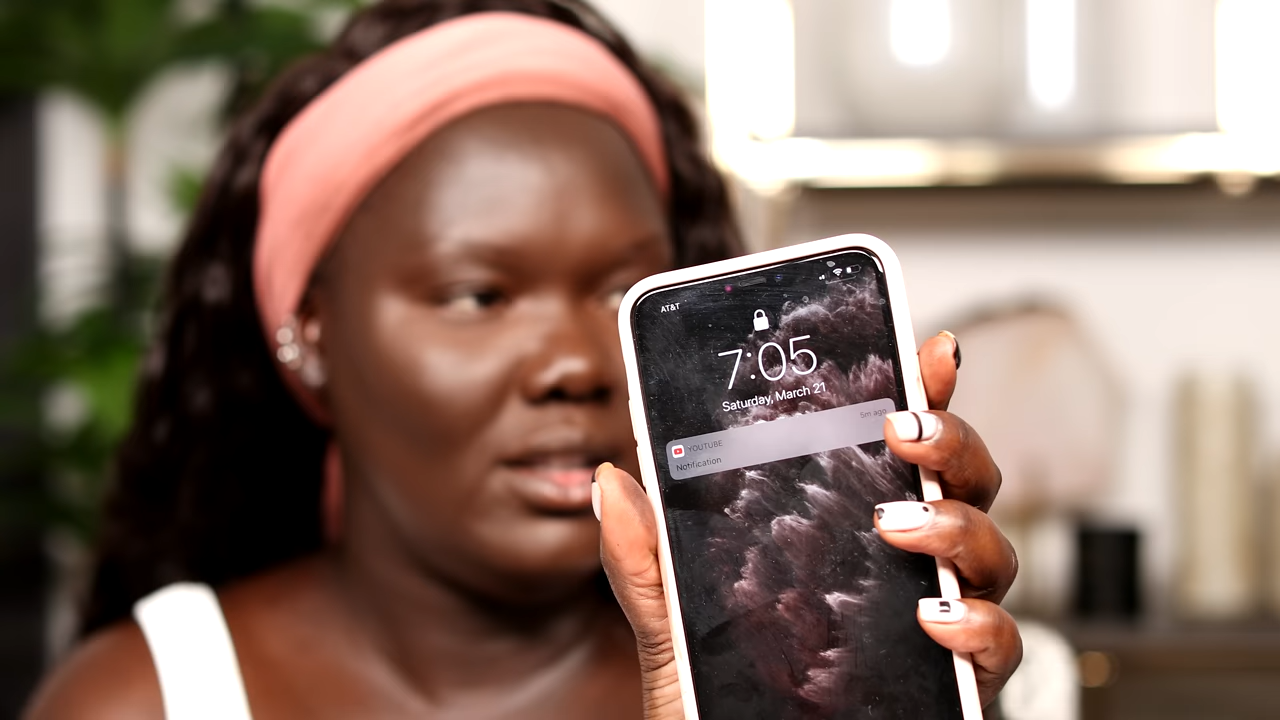 AT&T
7:05
Saturday, March 21
YOUTUBE
5m ago
Notification